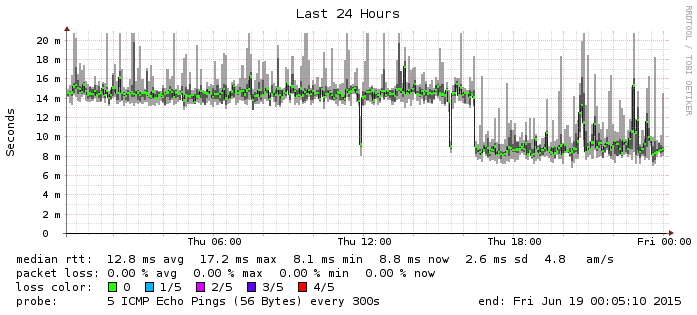 Last 24 Hours
RRDTOOL / TOBI OETIKER
Seconds
20 m
18 m
16 m
14 m
12 m
10 m
8 m
6 m
4 m
2 m
0
Thu 06:00 Thu 12:00 Thu 18:00 Fri 00:00
median rtt: 12.8 ms avg 17.2 ms max 8.1 ms min 8.8 ms now 2.6 ms sd 4.8 am/s
packet loss: 0.00 % avg 0.00 % max 0.00 % min 0.00 % now
loss color: 0 1/5 2/5 3/5 4/5
probe: 5 ICMP Echo Pings (56 Bytes) every 300s end: Fri Jun 19 00:05:10 2015